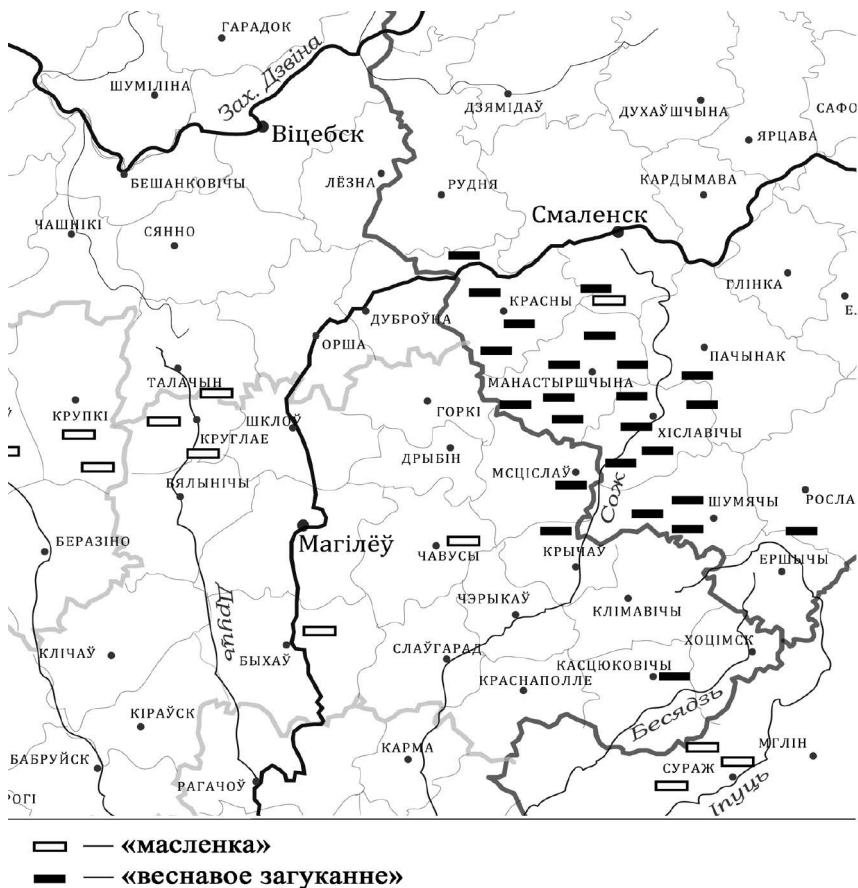 ГАРАДОК
Зах. Дзвіна
ШУМІЛІНА
ДЗЯМІДАЎ
ДУХАЎШЧЫНА
САФО
Віцебск
ЯРЦАВА
ЛЁЗНА
РУДНЯ
КАРДЫМАВА
БЕШАНКОВІЧЫ
Смаленск
ЧАШНІКІ
СЯННО
ГЛІНКА
КРАСНЫ
Е.
ДУБРОЎНА
ОРША
ПАЧЫНАК
ТАЛАЧЫН
МАНАСТЫРШЧЫНА
КРУПКІ
ШКЛОЎ
ГОРКІ
КРУГЛАЕ
ХІСЛАВІЧЫ
ДРЫБІН
МСЦІСЛАЎ
БЯЛЫНІЧЫ
Сож
ШУМЯЧЫ
РОСЛА
Магілёў
БЕРАЗІНО
ЧАВУСЫ
КРЫЧАЎ
ЕРШЫЧЫ
Друць
ЧЭРЫКАЎ
КЛІМАВІЧЫ
КЛІЧАЎ
БЫХАЎ
СЛАЎГАРАД
ХОЦІМСК
КАСЦЮКОВІЧЫ
КРАСНАПОЛЛЕ
Бесядзь
КІРАЎСК
КАРМА
МГЛІН
БАБРУЙСК
СУРАЖ
РАГАЧОЎ
Іпуць
РОГІ
— «масленка»
— «веснавое загуканне»